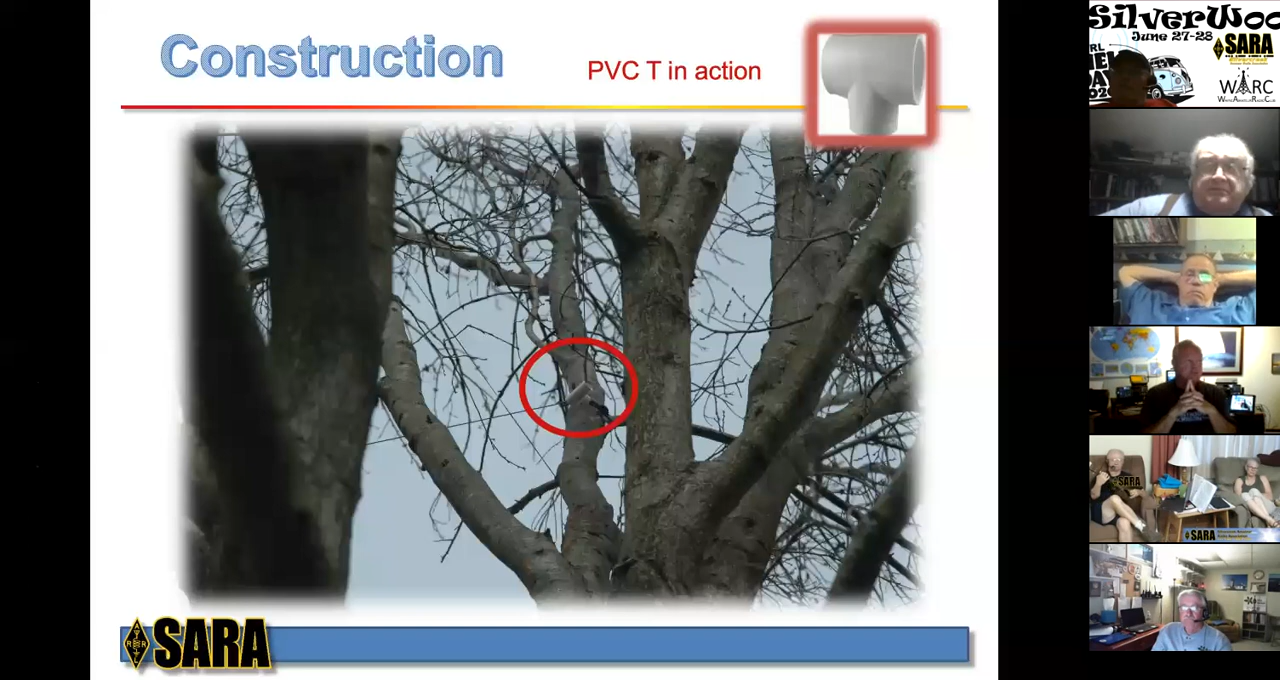 Construction
PVC T in action
SARA
SilverWoo
June 27-28
SARA
WARC
SARA
SARA